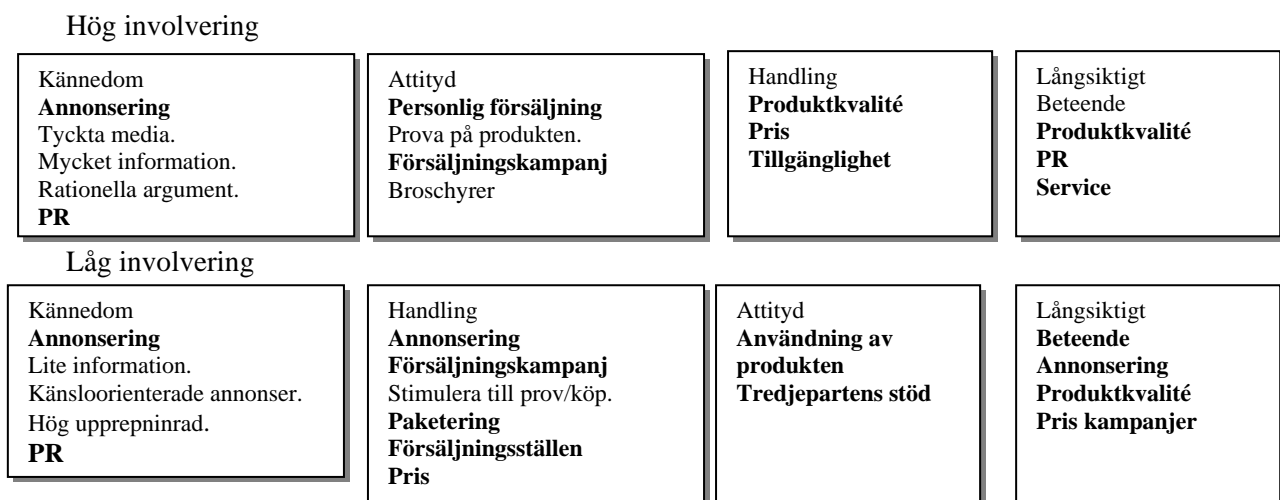 Hög involvering
Kännedom
Annonsering
Tyckta media.
Mycket information.
Rationella argument.
PR
Attityd
Personlig försäljning
Prova på produkten.
Försäljningskampanj
Broschyrer
Handling
Produktkvalité
Pris
Tillgänglighet
Långsiktigt
Beteende
Produktkvalité
PR
Service
Låg involvering
Kännedom
Annonsering
Lite information.
Känsloorienterade annonser.
Hög upprepninrad.
PR
Handling
Annonsering
Försäljningskampanj
Stimulera till prov/köp.
Paketering
Försäljningsställen
Pris
Attityd
Användning av
produkten
Tredjepartens stöd
Långsiktigt
Beteende
Annonsering
Produktkvalité
Pris kampanjer